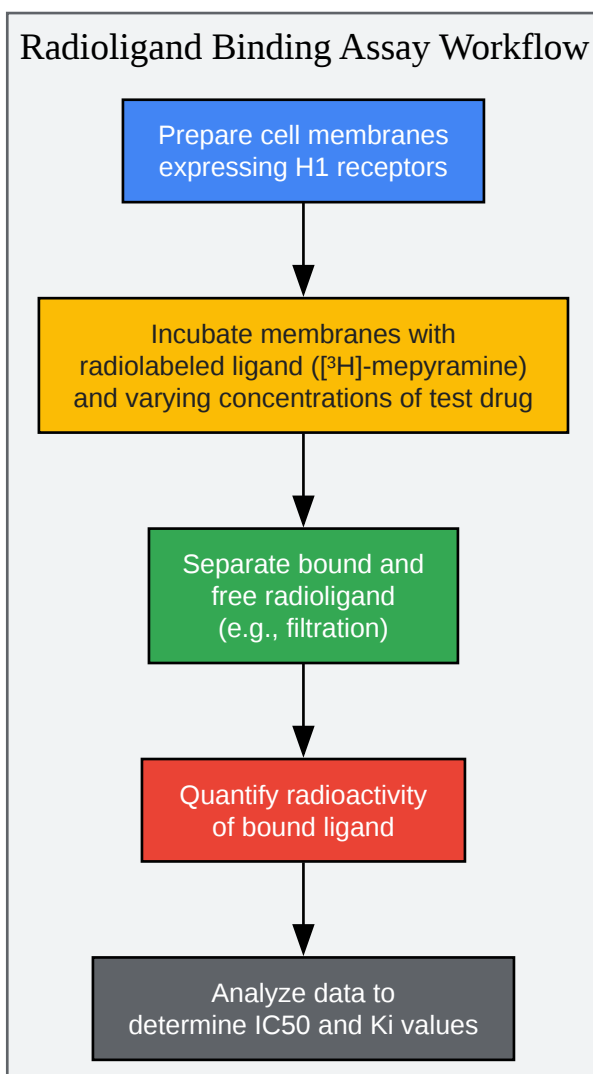 Radioligand Binding Assay Workflow
Prepare cell membranes
expressing H1 receptors
Incubate membranes with
radiolabeled ligand ([³H]-mepyramine)
and varying concentrations of test drug
Separate bound and
free radioligand
(e.g., filtration)
Quantify radioactivity
of bound ligand
Analyze data to
determine IC50 and Ki values